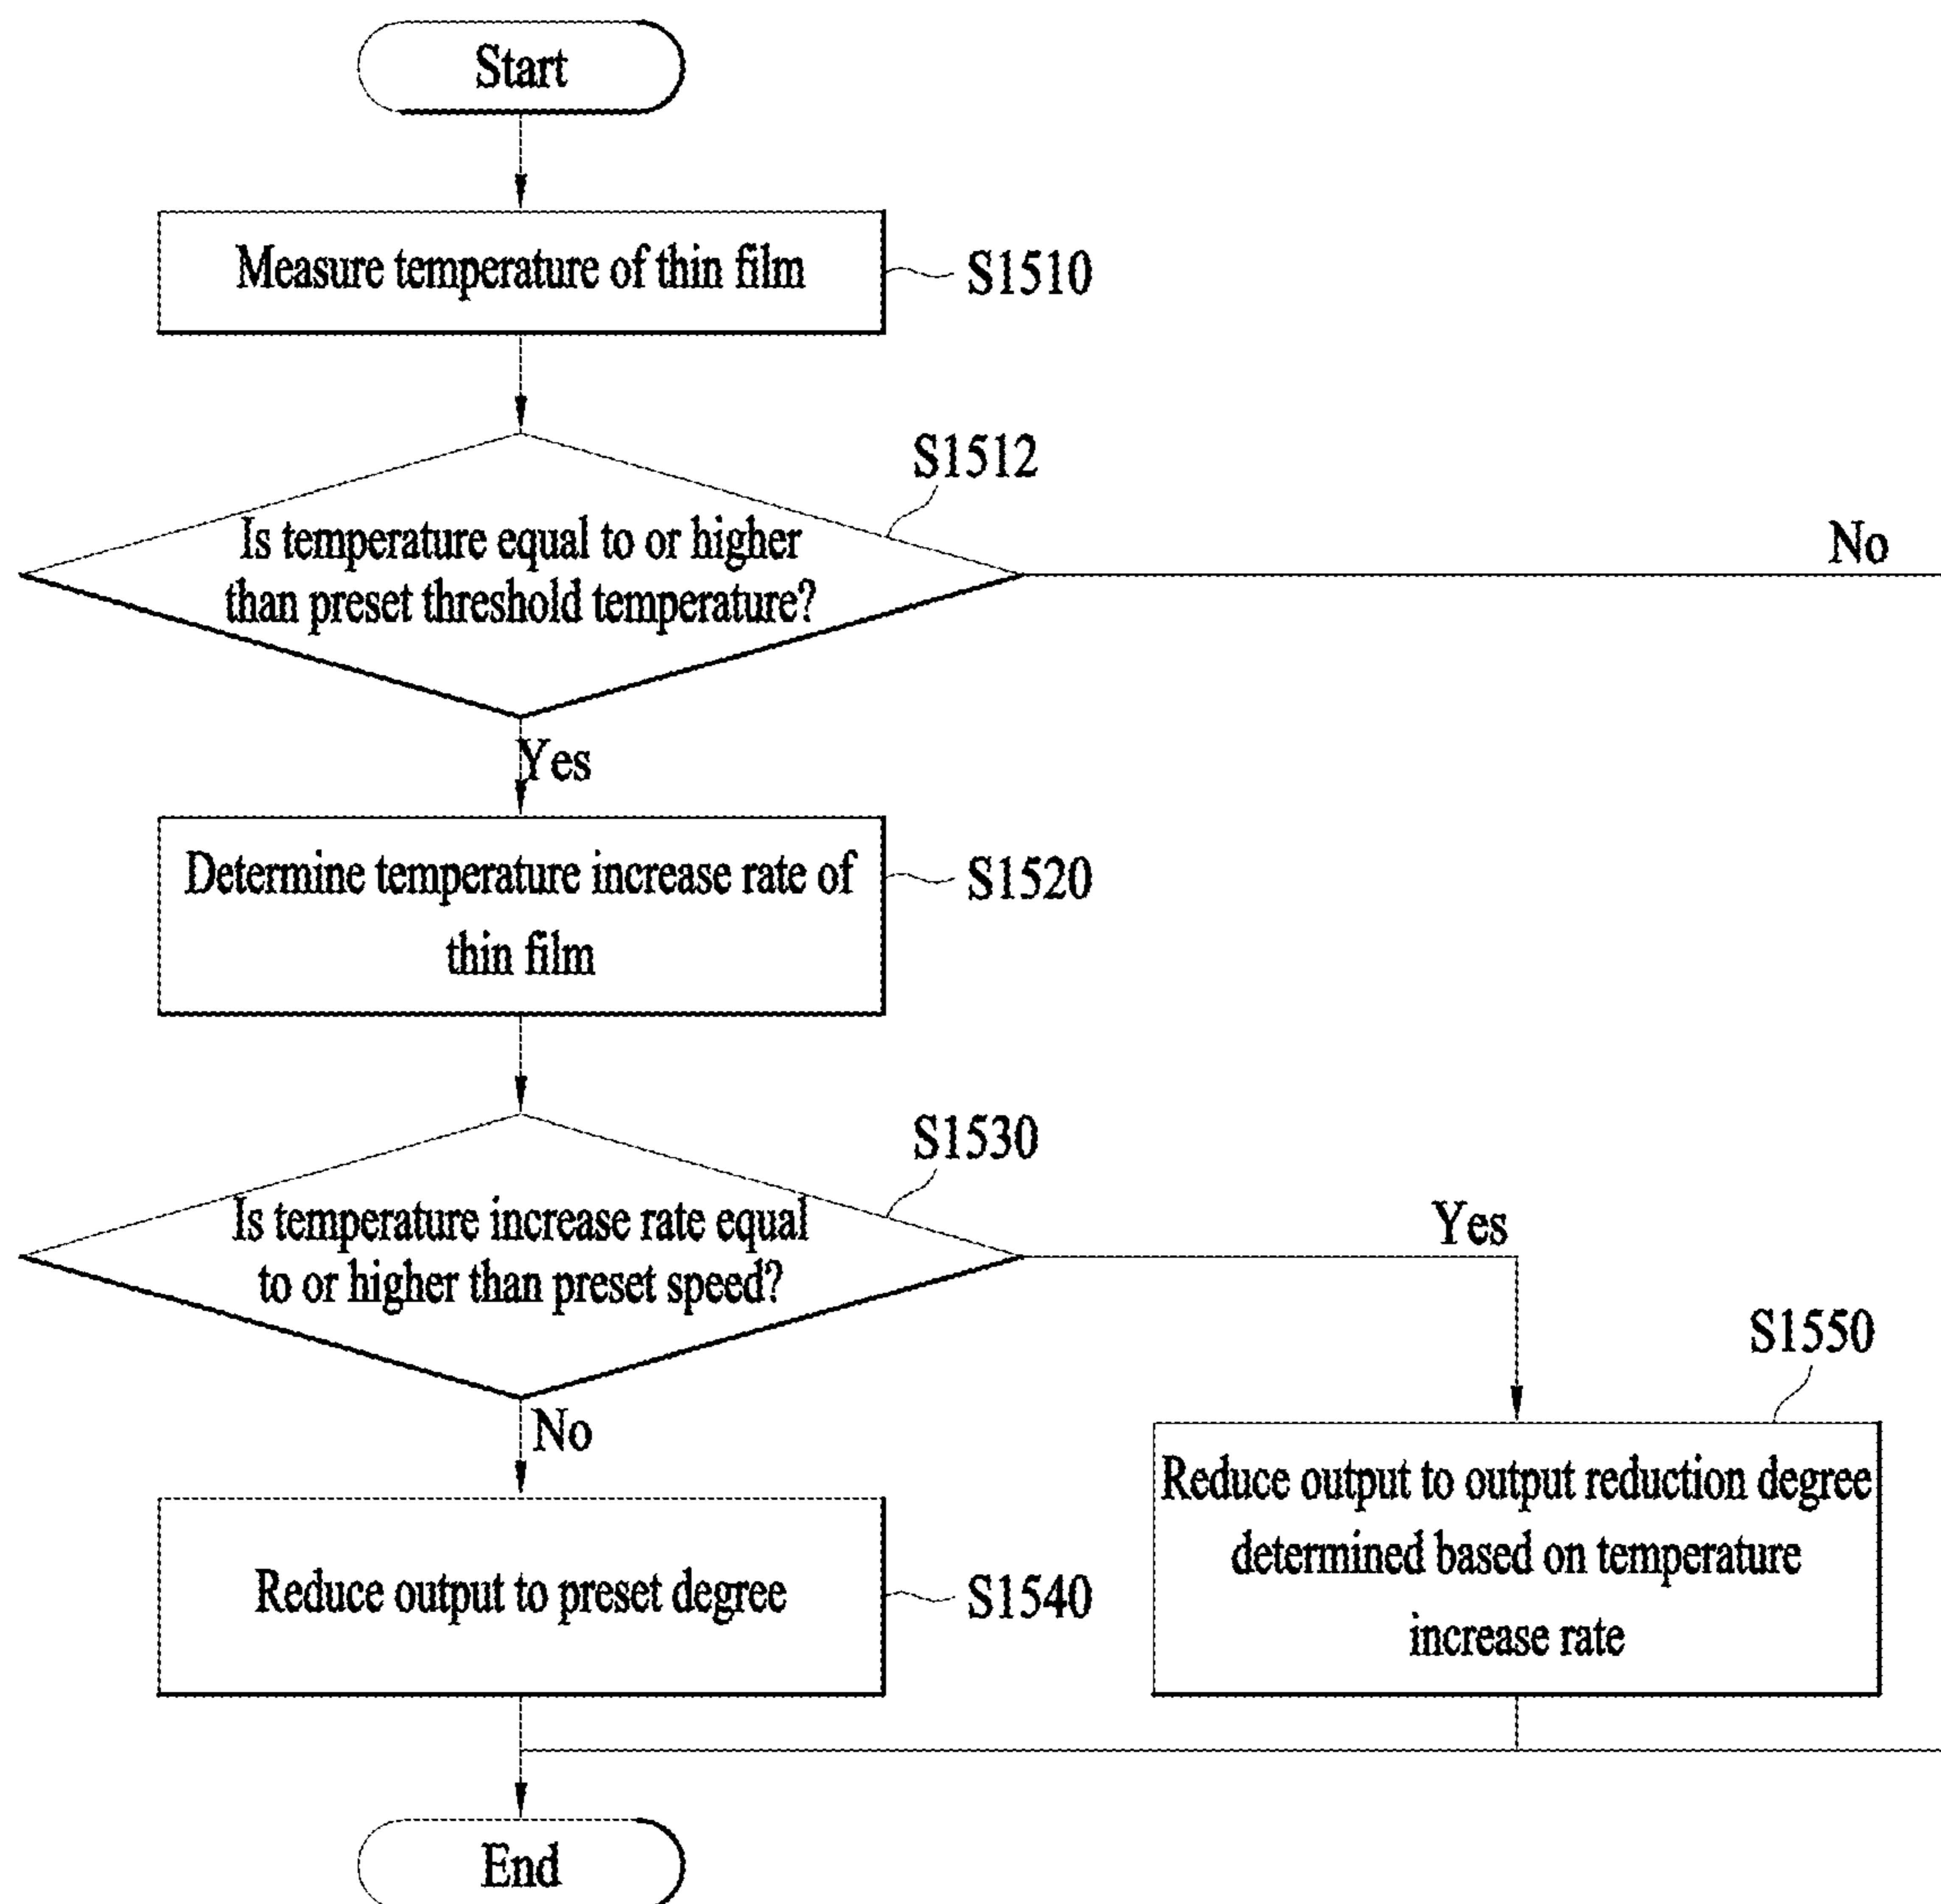 Start
Measure temperature of thin film
S1510
S1512
Is temperature equal to or higher
than preset threshold temperature?
No
Yes
Determine temperature increase rate of
thin film
S1520
S1530
Is temperature increase rate equal
to or higher than preset speed?
Yes
No
S1550
Reduce output to output reduction degree
determined based on temperature
increase rate
Reduce output to preset degree
S1540
End